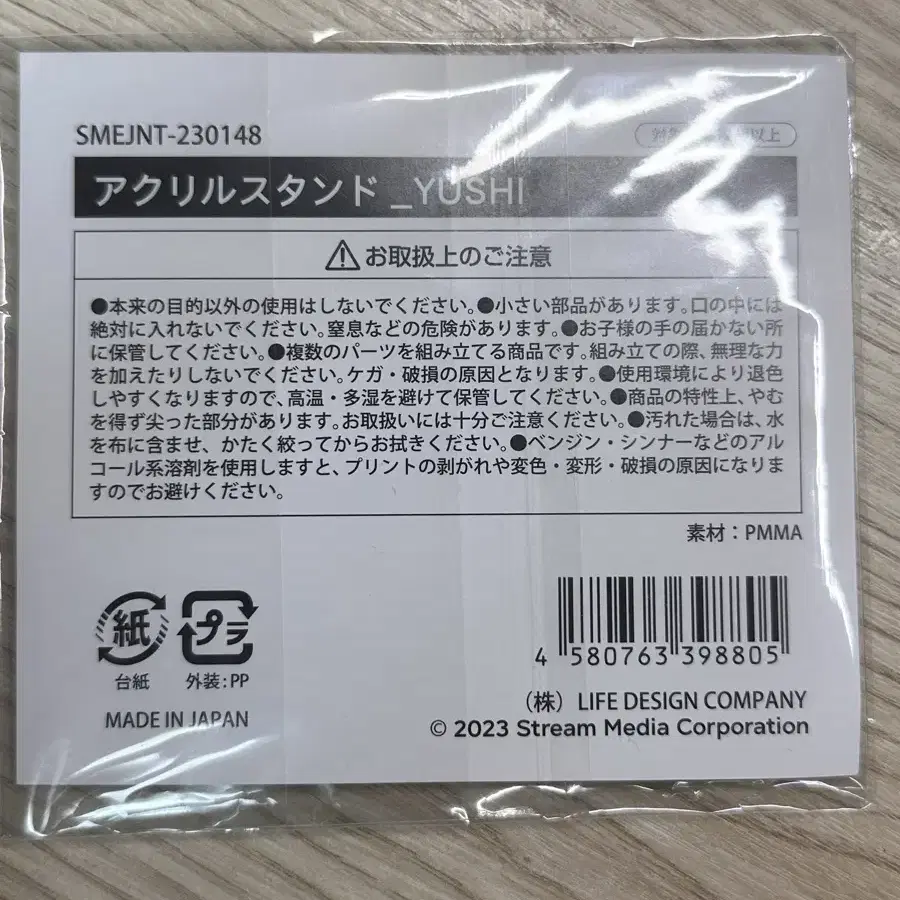 SMEJNT-230148
以上
アクリルスタンド _YUSHI
お取扱上のご注意
●本来の目的以外の使用はしないでください。●小さい部品があります。口の中には
絶対に入れないでください。窒息などの危険があります。●お子様の手の届かない所
に保管してください。●複数のパーツを組み立てる商品です。組み立ての際、無理な力
を加えたりしないでください。ケガ・破損の原因となります。●使用環境により退色
しやすくなりますので、高温・多湿を避けて保管してください。●商品の特性上、やむ
を得ず尖った部分があります。お取扱いには十分ご注意ください。●汚れた場合は、水
を布に含ませ、かたく絞ってからお拭きください。●ベンジン・シンナーなどのアル
コール系溶剤を使用しますと、プリントの剥がれや変色・変形・破損の原因になりま
すのでお避けください。
素材：PMMA
紙 プラ
台紙 外装:PP
MADE IN JAPAN
4 580763 398805
（株） LIFE DESIGN COMPANY
© 2023 Stream Media Corporation